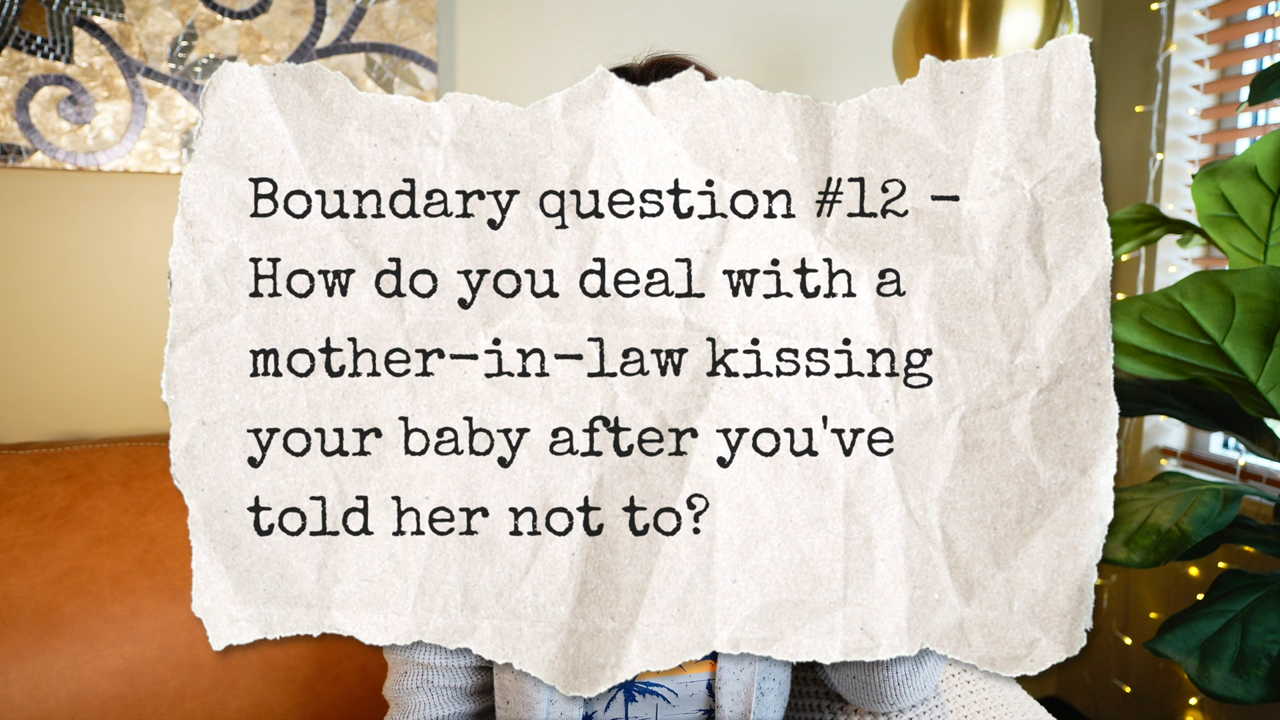 Boundary question #12 –
How do you deal with a
mother-in-law kissing
your baby after you've
told her not to?